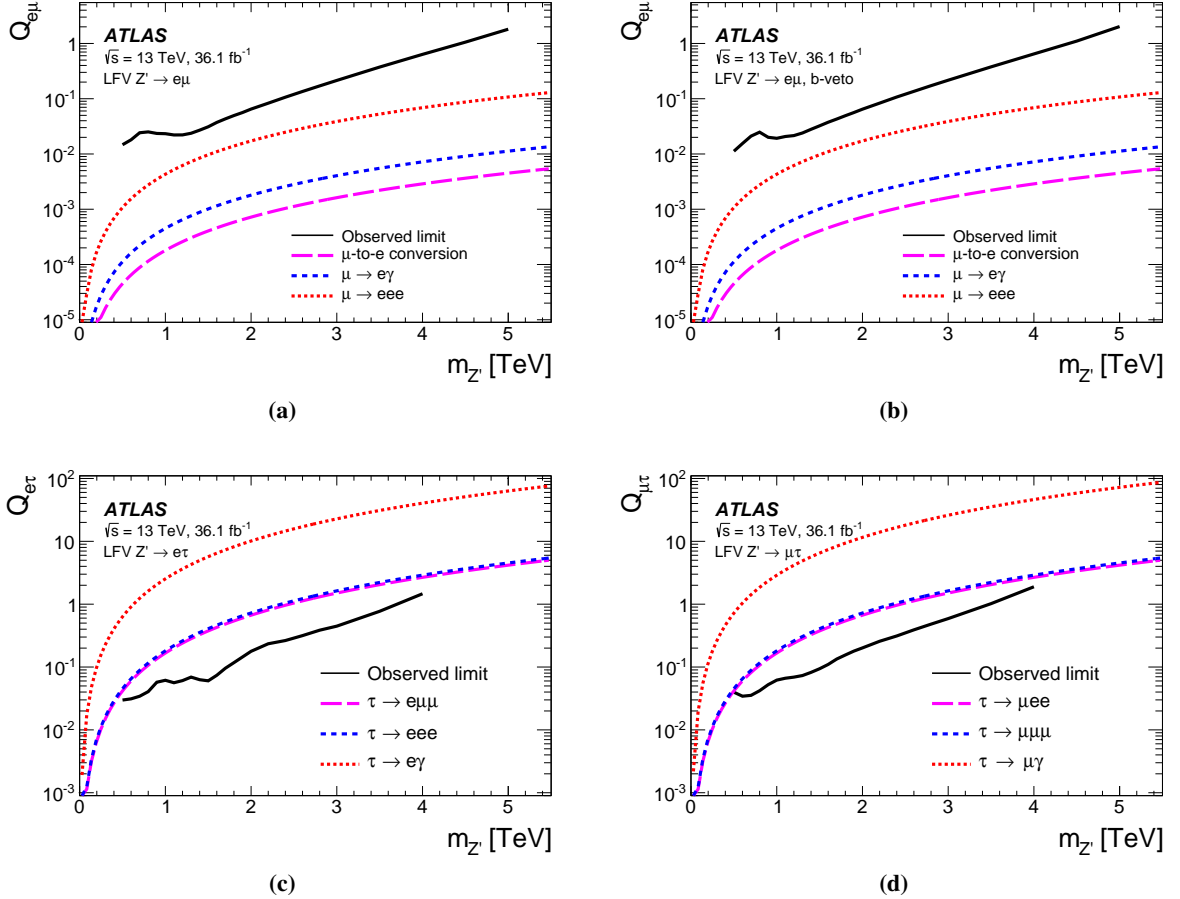 Q_eμ
ATLAS
√s = 13 TeV, 36.1 fb⁻¹
LFV Z' → eμ
1
10⁻¹
10⁻²
10⁻³
10⁻⁴
10⁻⁵
Observed limit
μ-to-e conversion
μ → eγ
μ → eee
0 1 2 3 4 5
m_Z' [TeV]
(a)
Q_eμ
ATLAS
√s = 13 TeV, 36.1 fb⁻¹
LFV Z' → eμ, b-veto
1
10⁻¹
10⁻²
10⁻³
10⁻⁴
10⁻⁵
Observed limit
μ-to-e conversion
μ → eγ
μ → eee
0 1 2 3 4 5
m_Z' [TeV]
(b)
Q_eτ
ATLAS
√s = 13 TeV, 36.1 fb⁻¹
LFV Z' → eτ
10²
10
1
10⁻¹
10⁻²
10⁻³
Observed limit
τ → eμμ
τ → eee
τ → eγ
0 1 2 3 4 5
m_Z' [TeV]
(c)
Q_μτ
ATLAS
√s = 13 TeV, 36.1 fb⁻¹
LFV Z' → μτ
10²
10
1
10⁻¹
10⁻²
10⁻³
Observed limit
τ → μee
τ → μμμ
τ → μγ
0 1 2 3 4 5
m_Z' [TeV]
(d)